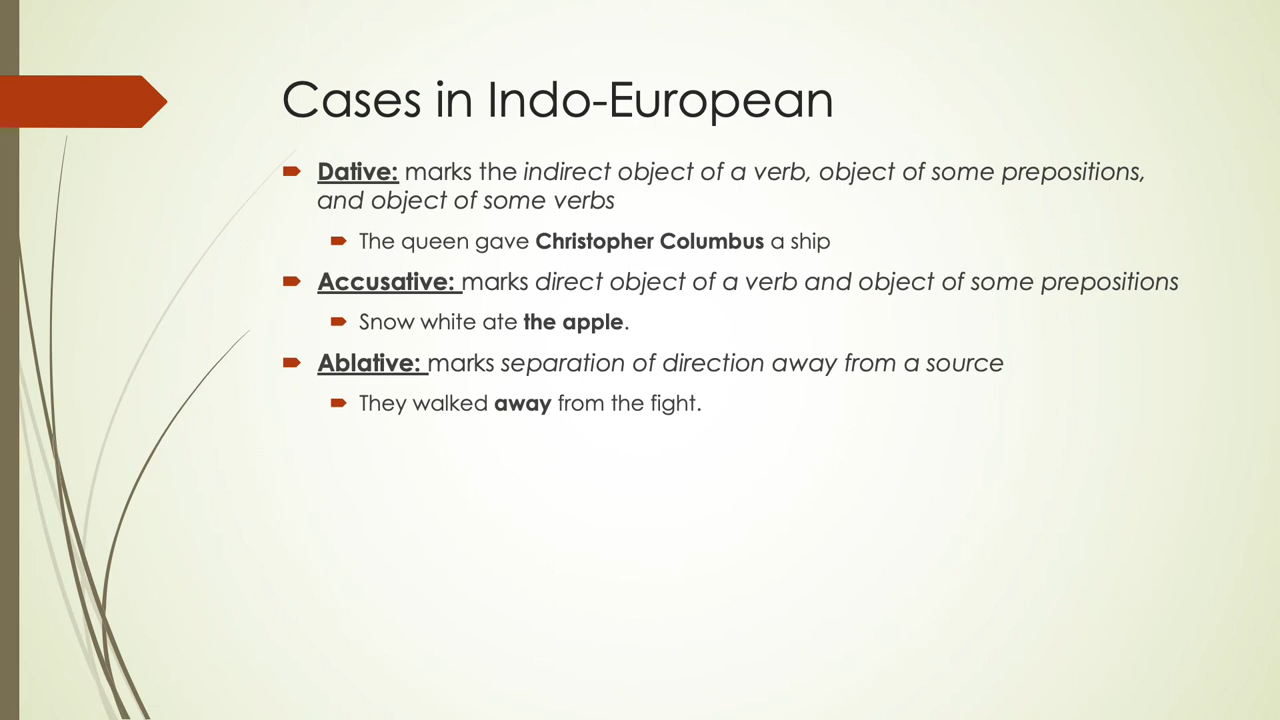 Cases in Indo-European
Dative: marks the indirect object of a verb, object of some prepositions,
and object of some verbs
The queen gave Christopher Columbus a ship
Accusative: marks direct object of a verb and object of some prepositions
Snow white ate the apple.
Ablative: marks separation of direction away from a source
They walked away from the fight.